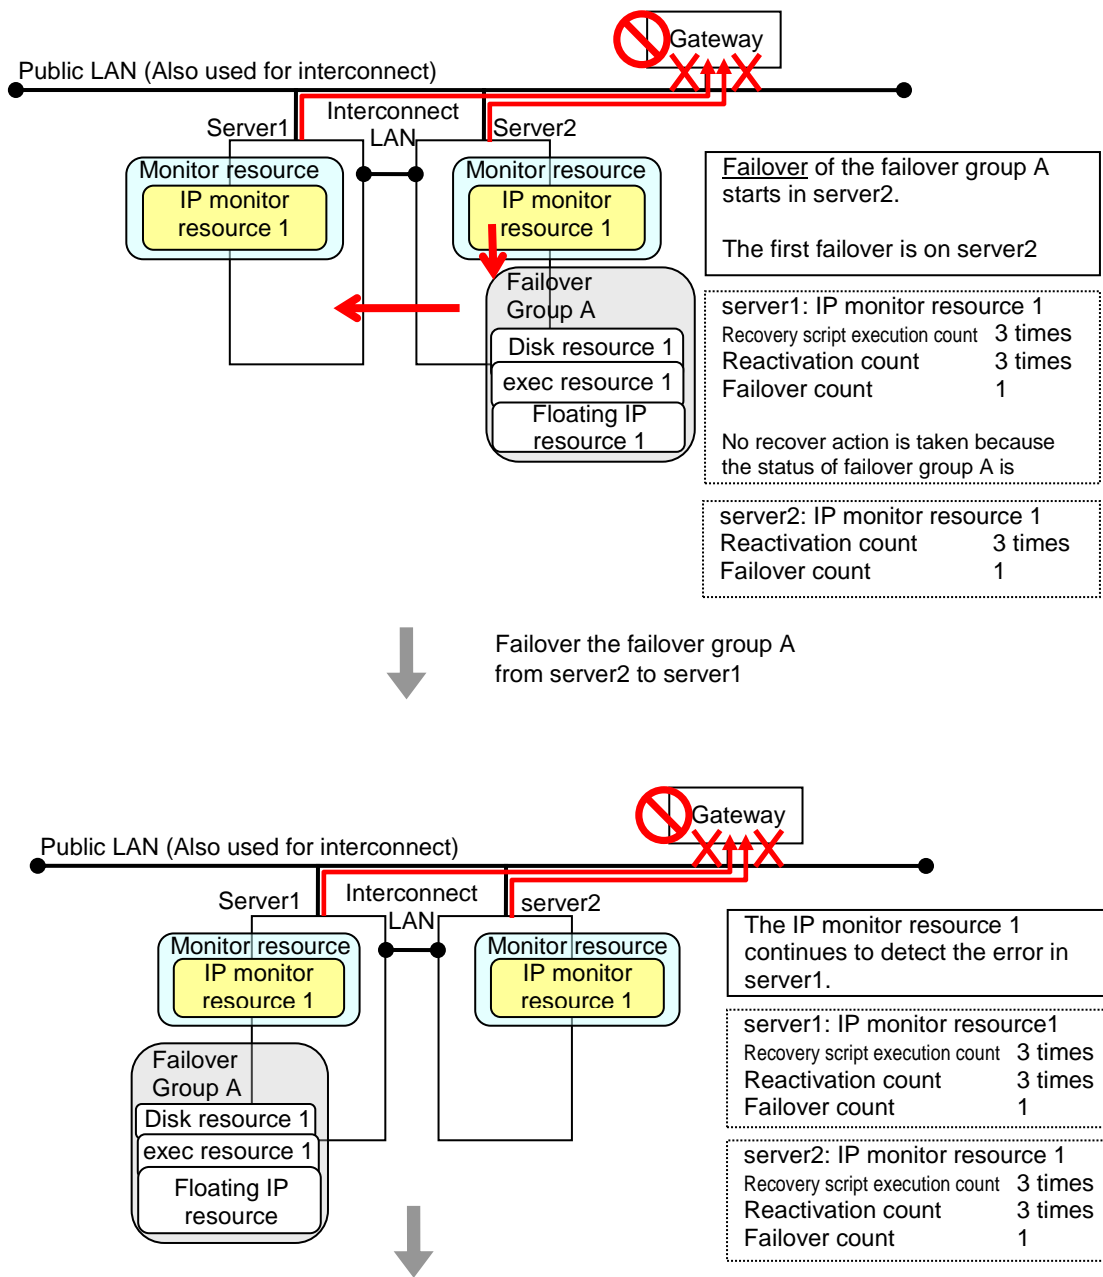 Gateway
Public LAN (Also used for interconnect)
Interconnect
LAN
Server1
Server2
Monitor resource
IP monitor
resource 1
Monitor resource
IP monitor
resource 1
Failover
Group A
Disk resource 1
exec resource 1
Floating IP
resource 1
Failover of the failover group A
starts in server2.
The first failover is on server2
server1: IP monitor resource 1
Recovery script execution count 3 times
Reactivation count 3 times
Failover count 1
No recover action is taken because
the status of failover group A is
server2: IP monitor resource 1
Reactivation count 3 times
Failover count 1
Failover the failover group A
from server2 to server1
Gateway
Public LAN (Also used for interconnect)
Interconnect
LAN
Server1
server2
Monitor resource
IP monitor
resource 1
Monitor resource
IP monitor
resource 1
Failover
Group A
Disk resource 1
exec resource 1
Floating IP
resource
The IP monitor resource 1
continues to detect the error in
server1.
server1: IP monitor resource1
Recovery script execution count 3 times
Reactivation count 3 times
Failover count 1
server2: IP monitor resource 1
Recovery script execution count 3 times
Reactivation count 3 times
Failover count 1